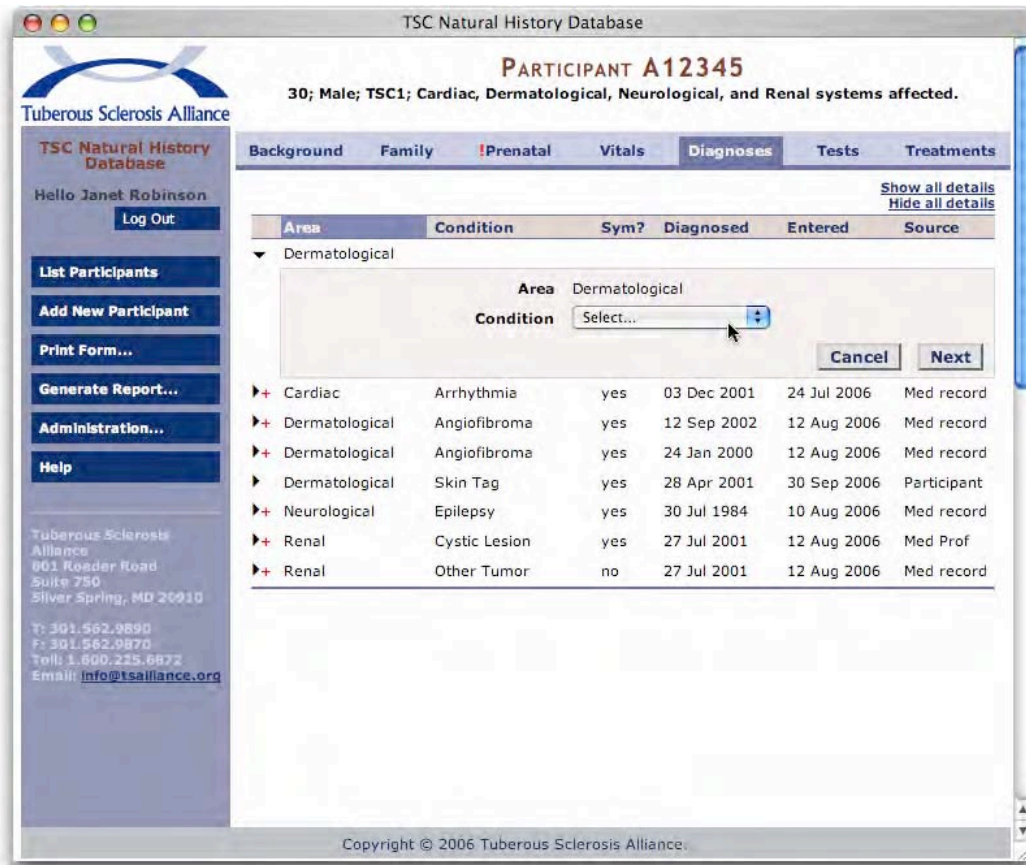 TSC Natural History Database
Tuberous Sclerosis Alliance
PARTICIPANT A12345
30; Male; TSC1; Cardiac, Dermatological, Neurological, and Renal systems affected.
TSC Natural History
Database
Hello Janet Robinson
Log Out
List Participants
Add New Participant
Print Form...
Generate Report...
Administration...
Help
Tuberous Sclerosis
Alliance
801 Roeder Road
Suite 750
Silver Spring, MD 20910
T: 301.562.9890
F: 301.562.9870
Toll: 1.800.225.6872
Email: info@tsalliance.org
Background Family !Prenatal Vitals Diagnoses Tests Treatments
Show all details
Hide all details
Area Condition Sym? Diagnosed Entered Source
Dermatological
Area Dermatological
Condition Select...
Cancel Next
+ Cardiac Arrhythmia yes 03 Dec 2001 24 Jul 2006 Med record
+ Dermatological Angiofibroma yes 12 Sep 2002 12 Aug 2006 Med record
+ Dermatological Angiofibroma yes 24 Jan 2000 12 Aug 2006 Med record
Dermatological Skin Tag yes 28 Apr 2001 30 Sep 2006 Participant
+ Neurological Epilepsy yes 30 Jul 1984 10 Aug 2006 Med record
+ Renal Cystic Lesion yes 27 Jul 2001 12 Aug 2006 Med Prof
+ Renal Other Tumor no 27 Jul 2001 12 Aug 2006 Med record
Copyright © 2006 Tuberous Sclerosis Alliance.